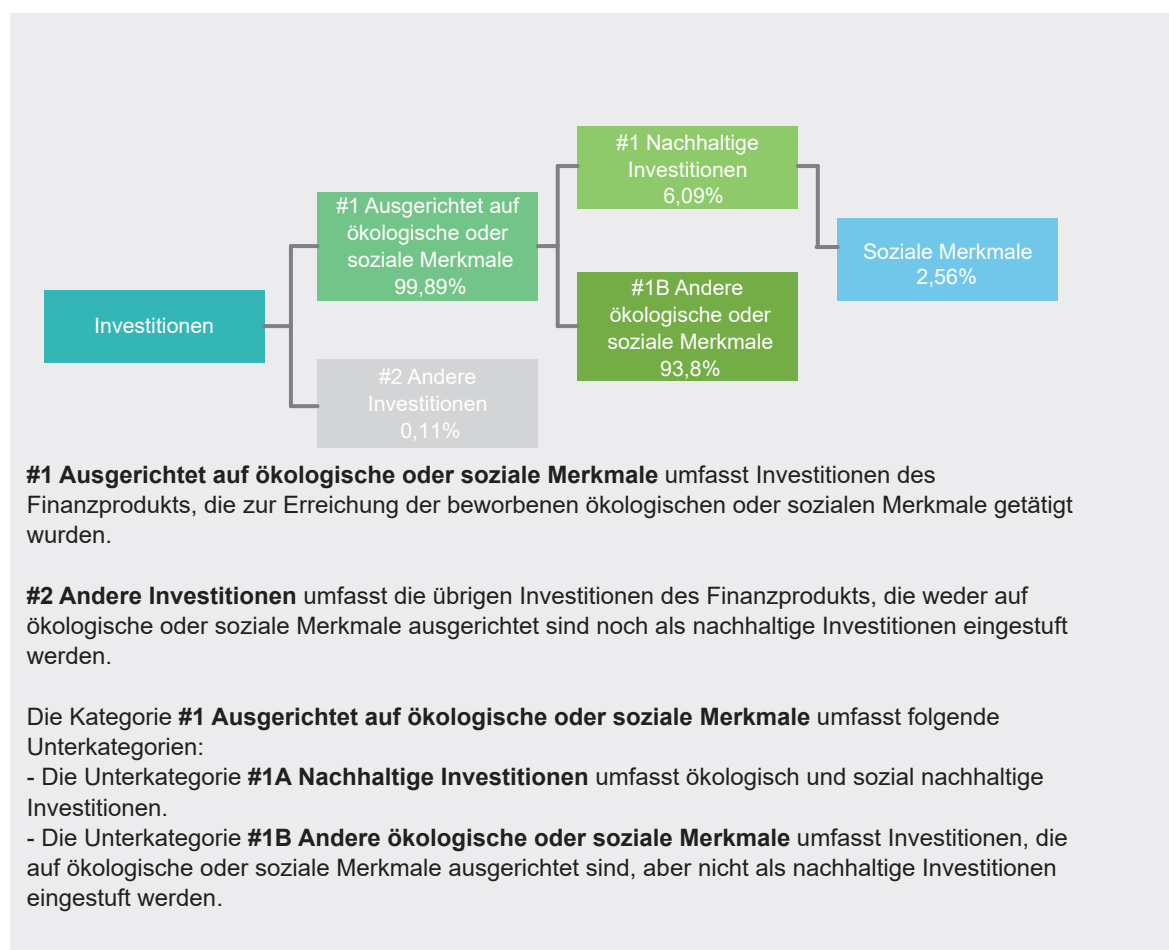 #1 Nachhaltige
Investitionen
6,09%
#1 Ausgerichtet auf
ökologische oder
soziale Merkmale
99,89%
Soziale Merkmale
2,56%
#1B Andere
ökologische oder
soziale Merkmale
93,8%
Investitionen
#2 Andere
Investitionen
0,11%
#1 Ausgerichtet auf ökologische oder soziale Merkmale umfasst Investitionen des
Finanzprodukts, die zur Erreichung der beworbenen ökologischen oder sozialen Merkmale getätigt
wurden.
#2 Andere Investitionen umfasst die übrigen Investitionen des Finanzprodukts, die weder auf
ökologische oder soziale Merkmale ausgerichtet sind noch als nachhaltige Investitionen eingestuft
werden.
Die Kategorie #1 Ausgerichtet auf ökologische oder soziale Merkmale umfasst folgende
Unterkategorien:
- Die Unterkategorie #1A Nachhaltige Investitionen umfasst ökologisch und sozial nachhaltige
Investitionen.
- Die Unterkategorie #1B Andere ökologische oder soziale Merkmale umfasst Investitionen, die
auf ökologische oder soziale Merkmale ausgerichtet sind, aber nicht als nachhaltige Investitionen
eingestuft werden.